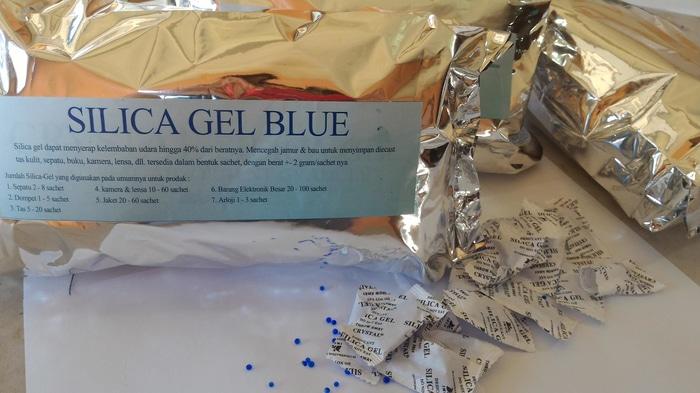 SILICA GEL BLUE
Silica gel dapat menyerap kelembaban udara hingga 40% dari beratnya. Mencegah jamur & bau untuk menyimpan diecast
tas kulit, sepatu, buku, kamera, lensa, dll. tersedia dalam bentuk sachet, dengan berat +- 2 gram/sachet nya
Jumlah Silica-Gel yang digunakan pada umumnya untuk produk :
1. Sepatu 2 - 8 sachet
2. Dompet 1 - 5 sachet
3. Tas 5 - 20 sachet
4. kamera & lensa 10 - 60 sachet
5. Jaket 20 - 60 sachet
6. Barang Elektronik Besar 20 - 100 sachet
7. Arloji 1 - 3 sachet
SILICA GEL
THROW AWAY
CRYSTAL
SILICA GEL